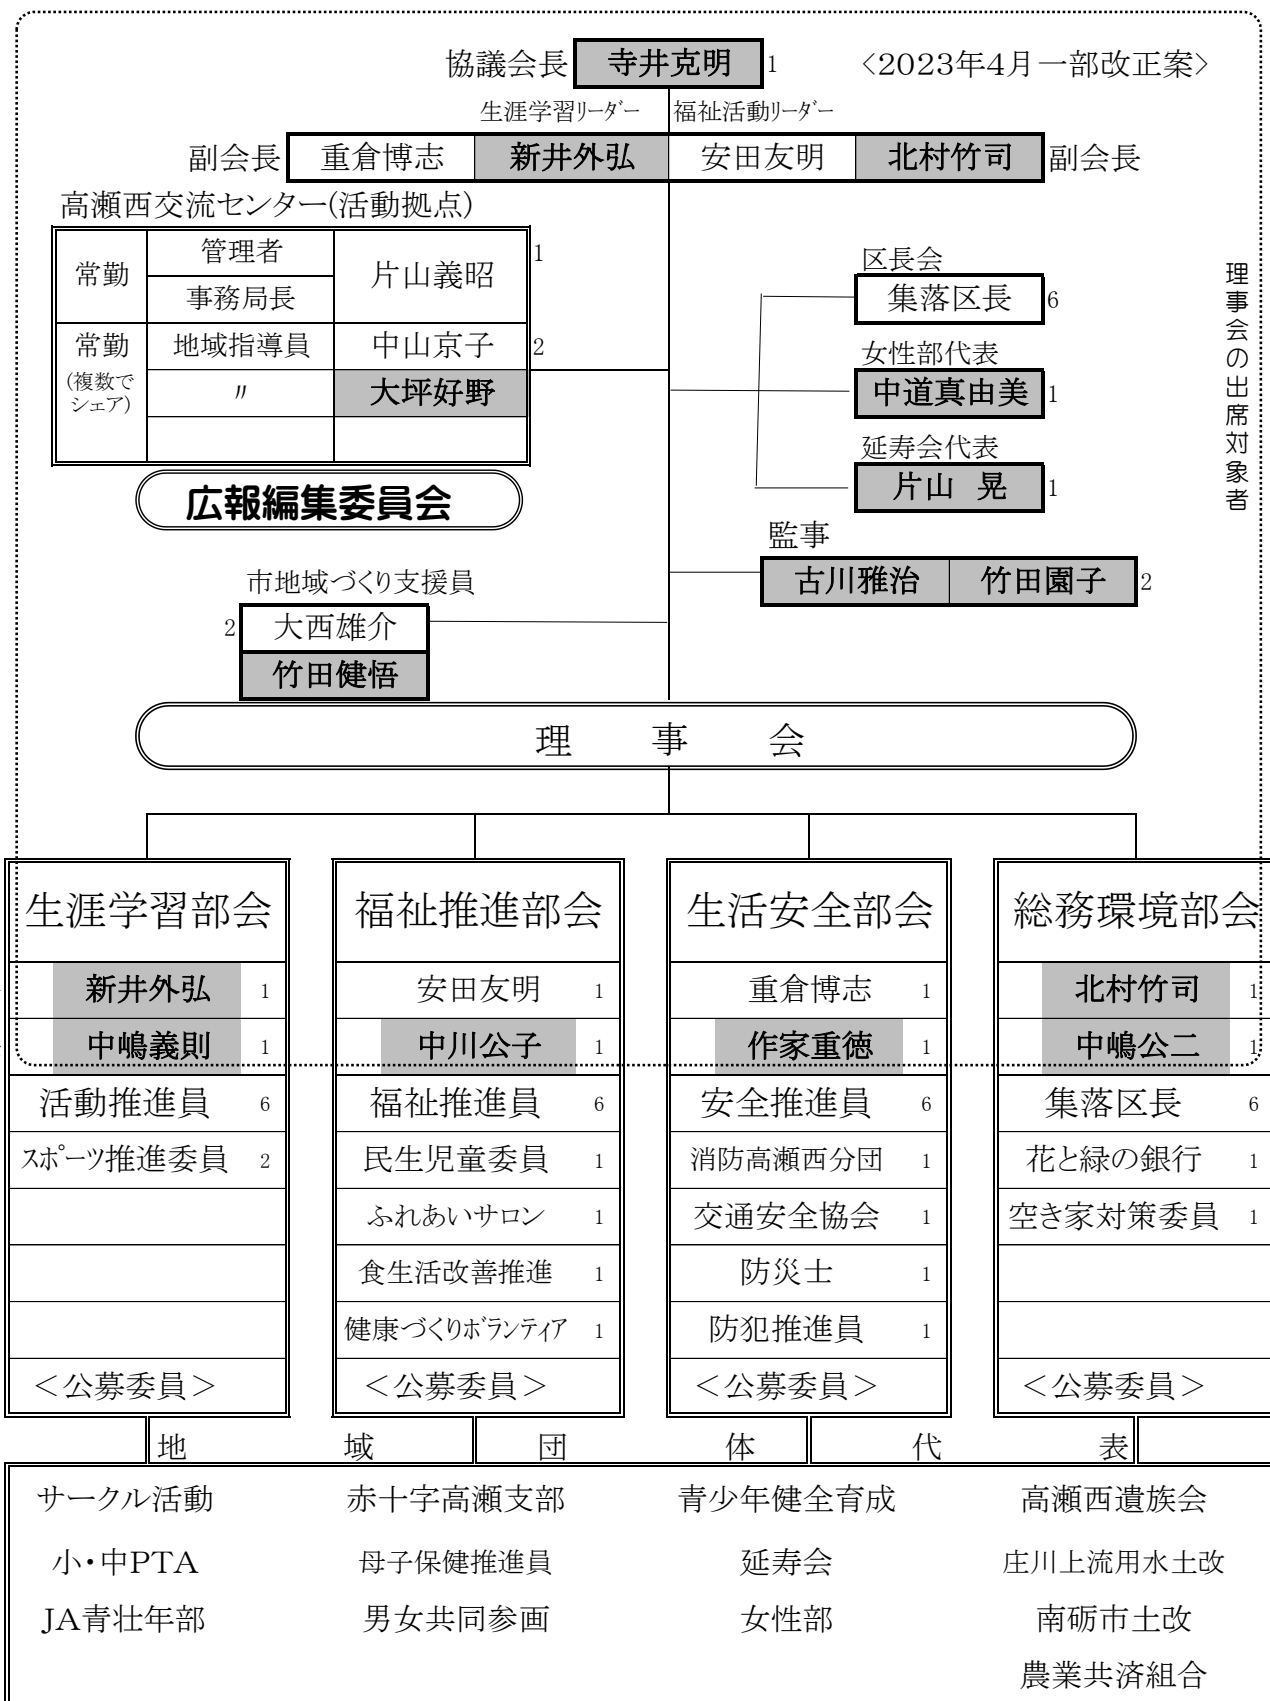 協議会長 寺井克明 1 <2023年4月一部改正案>
生涯学習リーダー 福祉活動リーダー
副会長 重倉博志 新井外弘 安田友明 北村竹司 副会長
高瀬西交流センター(活動拠点)
常勤 管理者 片山義昭 1
事務局長
常勤 地域指導員 中山京子 2
(複数でシェア) 〃 大坪好野
広報編集委員会
区長会
集落区長 6
女性部代表
中道真由美 1
延寿会代表
片山 晃 1
監事
古川雅治 竹田園子 2
理事会の出席対象者
市地域づくり支援員
2 大西雄介
竹田健悟
理 事 会
生涯学習部会 福祉推進部会 生活安全部会 総務環境部会
新井外弘 1 安田友明 1 重倉博志 1 北村竹司 1
中嶋義則 1 中川公子 1 作家重徳 1 中嶋公二 1
活動推進員 6 福祉推進員 6 安全推進員 6 集落区長 6
スポーツ推進委員 2 民生児童委員 1 消防高瀬西分団 1 花と緑の銀行 1
ふれあいサロン 1 交通安全協会 1 空き家対策委員 1
食生活改善推進 1 防災士 1
健康づくりボランティア 1 防犯推進員 1
＜公募委員＞ ＜公募委員＞ ＜公募委員＞ ＜公募委員＞
地 域 団 体 代 表
サークル活動 赤十字高瀬支部 青少年健全育成 高瀬西遺族会
小・中PTA 母子保健推進員 延寿会 庄川上流用水土改
JA青壮年部 男女共同参画 女性部 南砺市土改
農業共済組合